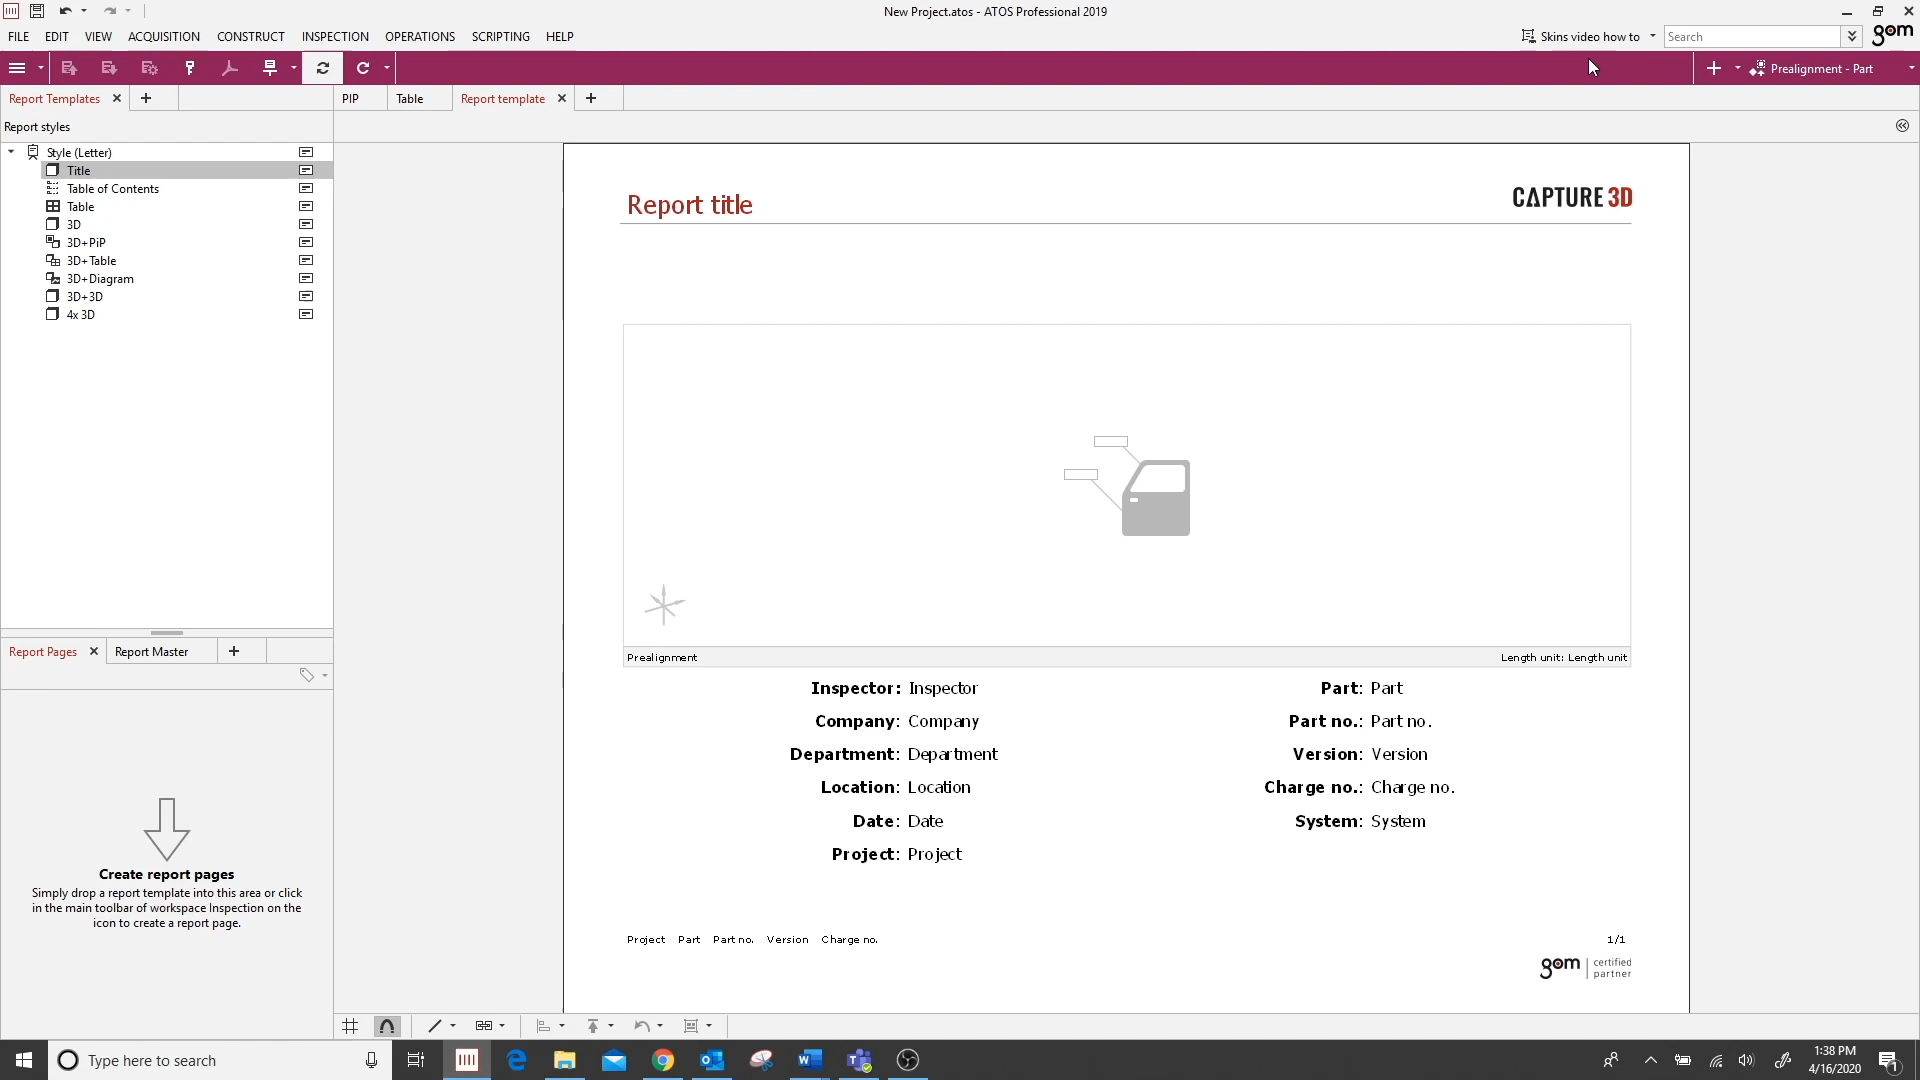 New Project.atos - ATOS Professional 2019
FILE EDIT VIEW ACQUISITION CONSTRUCT INSPECTION OPERATIONS SCRIPTING HELP
Skins video how to
Search
gom
Prealignment - Part
Report Templates
PIP
Table
Report template
Report styles
Style (Letter)
Title
Table of Contents
Table
3D
3D+PiP
3D+Table
3D+Diagram
3D+3D
4x 3D
Report title
CAPTURE 3D
Prealignment
Length unit: Length unit
Inspector: Inspector
Part: Part
Company: Company
Part no.: Part no.
Department: Department
Version: Version
Location: Location
Charge no.: Charge no.
Date: Date
System: System
Project: Project
Project Part Part no. Version Charge no.
1/1
gom certified
partner
Report Pages
Report Master
Create report pages
Simply drop a report template into this area or click
in the main toolbar of workspace Inspection on the
icon to create a report page.
Type here to search
1:38 PM
4/16/2020
1